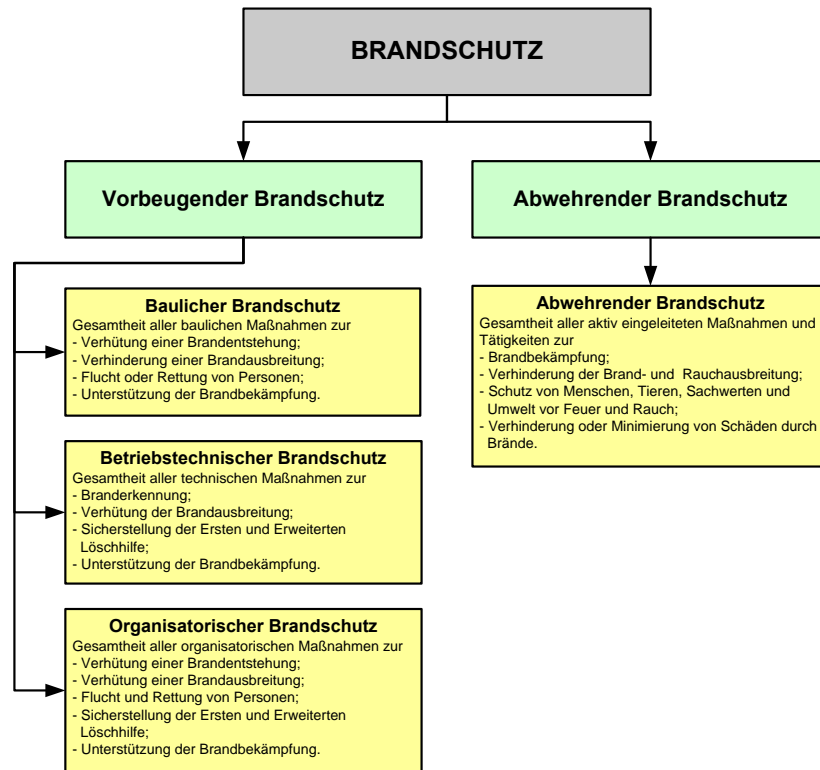 BRANDSCHUTZ
Vorbeugender Brandschutz
Abwehrender Brandschutz
Baulicher Brandschutz
Gesamtheit aller baulichen Maßnahmen zur
- Verhütung einer Brandentstehung;
- Verhinderung einer Brandausbreitung;
- Flucht oder Rettung von Personen;
- Unterstützung der Brandbekämpfung.
Betriebstechnischer Brandschutz
Gesamtheit aller technischen Maßnahmen zur
- Branderkennung;
- Verhütung der Brandausbreitung;
- Sicherstellung der Ersten und Erweiterten
Löschhilfe;
- Unterstützung der Brandbekämpfung.
Organisatorischer Brandschutz
Gesamtheit aller organisatorischen Maßnahmen zur
- Verhütung einer Brandentstehung;
- Verhütung einer Brandausbreitung;
- Flucht und Rettung von Personen;
- Sicherstellung der Ersten und Erweiterten
Löschhilfe;
- Unterstützung der Brandbekämpfung.
Abwehrender Brandschutz
Gesamtheit aller aktiv eingeleiteten Maßnahmen und
Tätigkeiten zur
- Brandbekämpfung;
- Verhinderung der Brand- und Rauchausbreitung;
- Schutz von Menschen, Tieren, Sachwerten und
Umwelt vor Feuer und Rauch;
- Verhinderung oder Minimierung von Schäden durch
Brände.